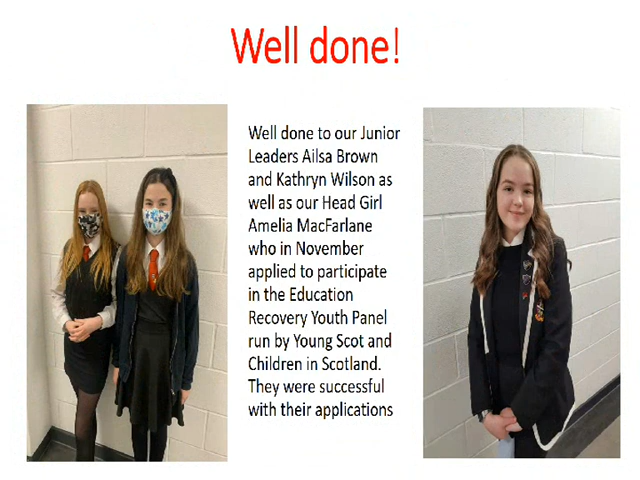 Well done!
Well done to our Junior
Leaders Ailsa Brown
and Kathryn Wilson as
well as our Head Girl
Amelia MacFarlane
who in November
applied to participate
in the Education
Recovery Youth Panel
run by Young Scot and
Children in Scotland.
They were successful
with their applications